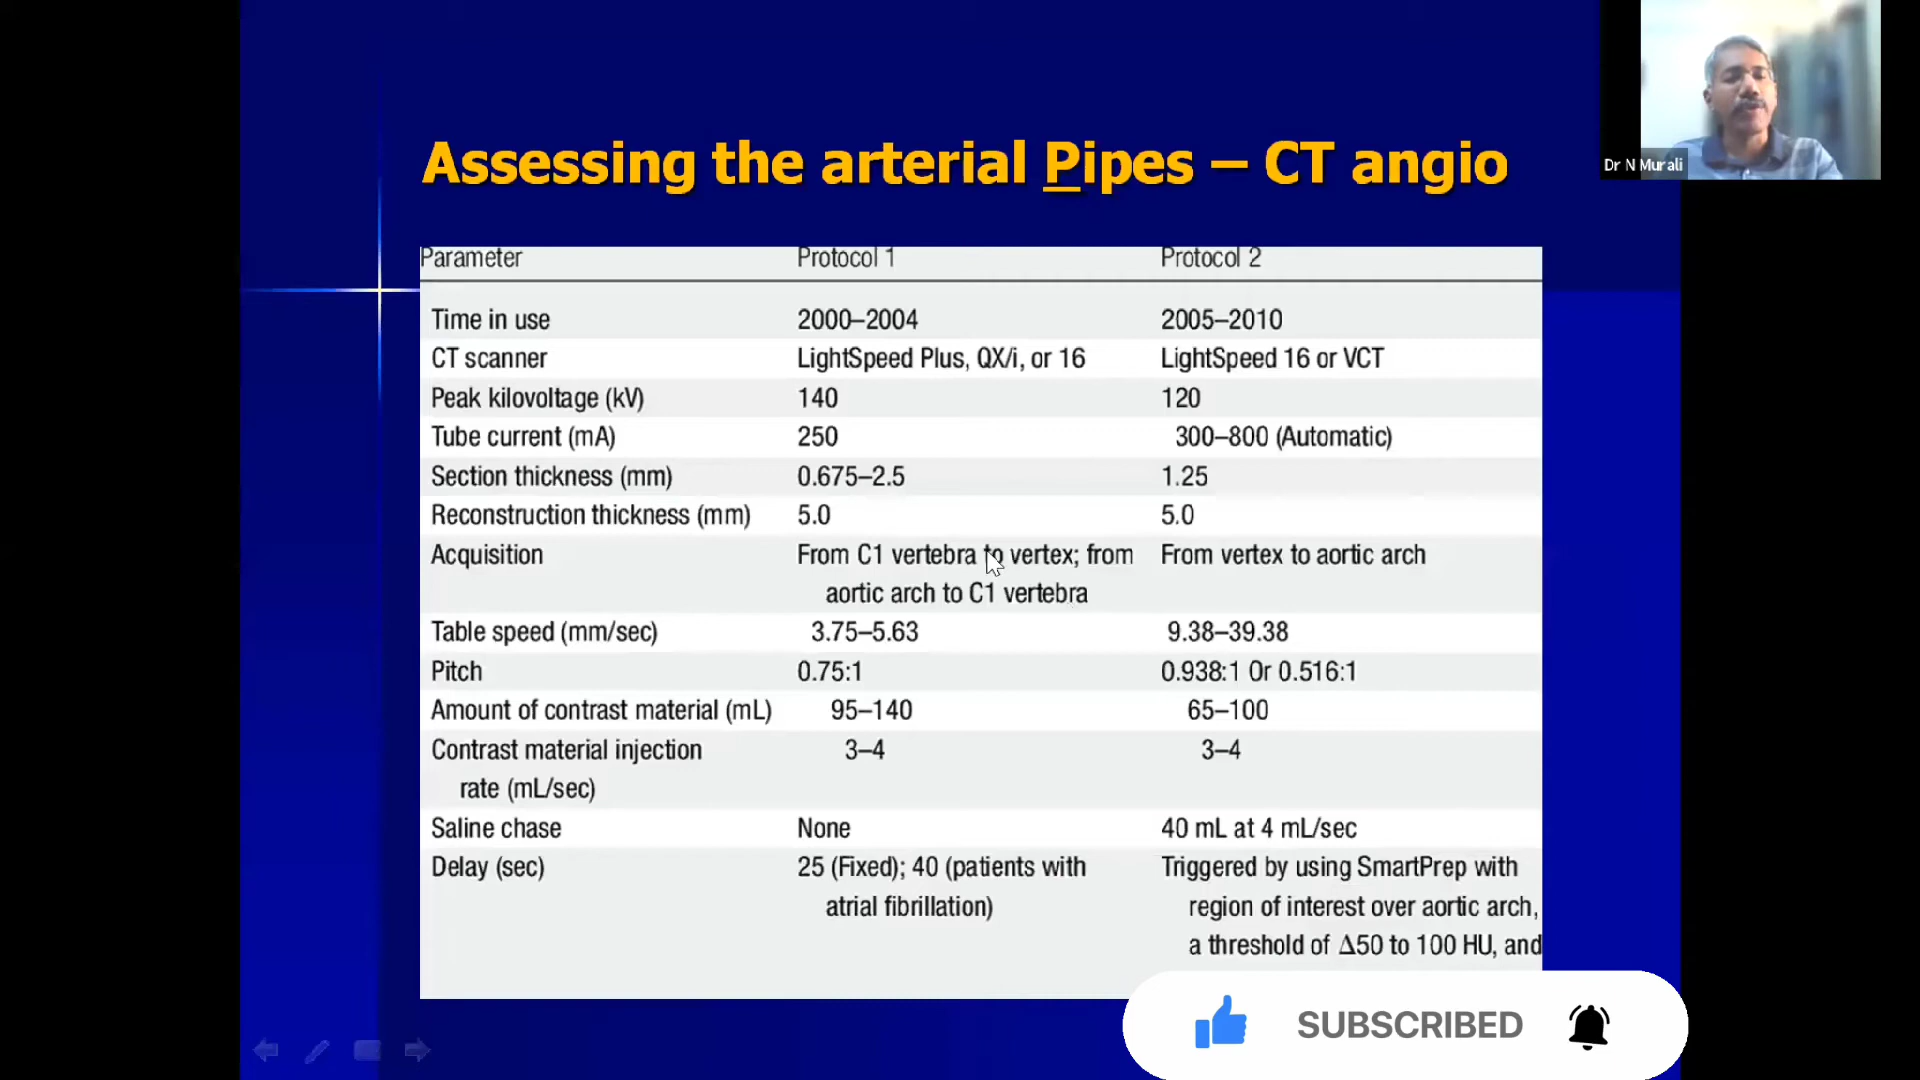 Assessing the arterial Pipes – CT angio
Dr N Murali
Parameter Protocol 1 Protocol 2
Time in use 2000–2004 2005–2010
CT scanner LightSpeed Plus, QX/i, or 16 LightSpeed 16 or VCT
Peak kilovoltage (kV) 140 120
Tube current (mA) 250 300–800 (Automatic)
Section thickness (mm) 0.675–2.5 1.25
Reconstruction thickness (mm) 5.0 5.0
Acquisition From C1 vertebra to vertex; from From vertex to aortic arch
aortic arch to C1 vertebra
Table speed (mm/sec) 3.75–5.63 9.38–39.38
Pitch 0.75:1 0.938:1 Or 0.516:1
Amount of contrast material (mL) 95–140 65–100
Contrast material injection 3–4 3–4
rate (mL/sec)
Saline chase None 40 mL at 4 mL/sec
Delay (sec) 25 (Fixed); 40 (patients with Triggered by using SmartPrep with
atrial fibrillation) region of interest over aortic arch,
a threshold of Δ50 to 100 HU, and
SUBSCRIBED